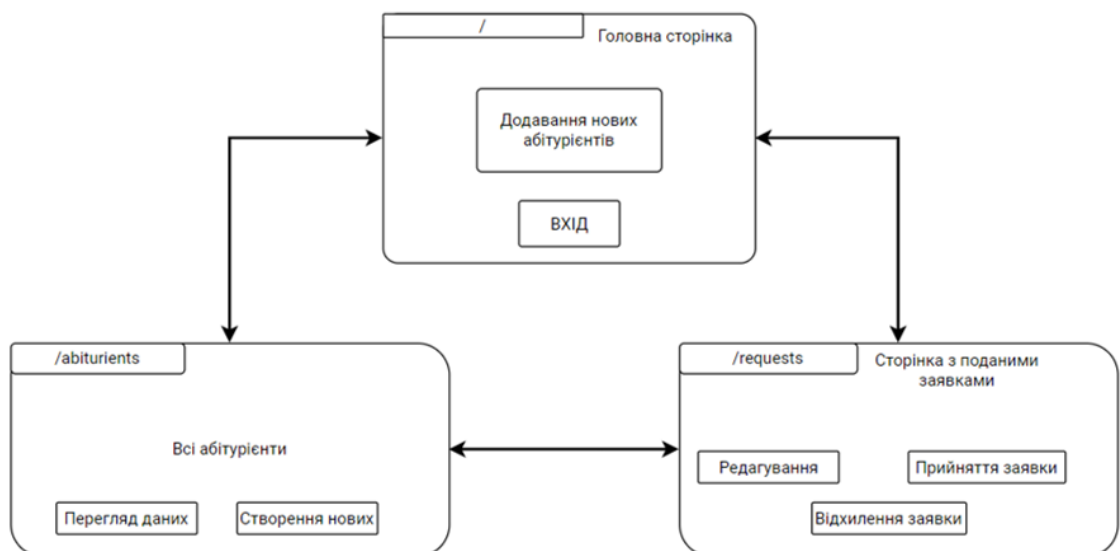 /
Головна сторінка
Додавання нових
абітурієнтів
ВХІД
/abiturients
Всі абітурієнти
Перегляд даних
Створення нових
/requests
Сторінка з поданими
заявками
Редагування
Прийняття заявки
Відхилення заявки